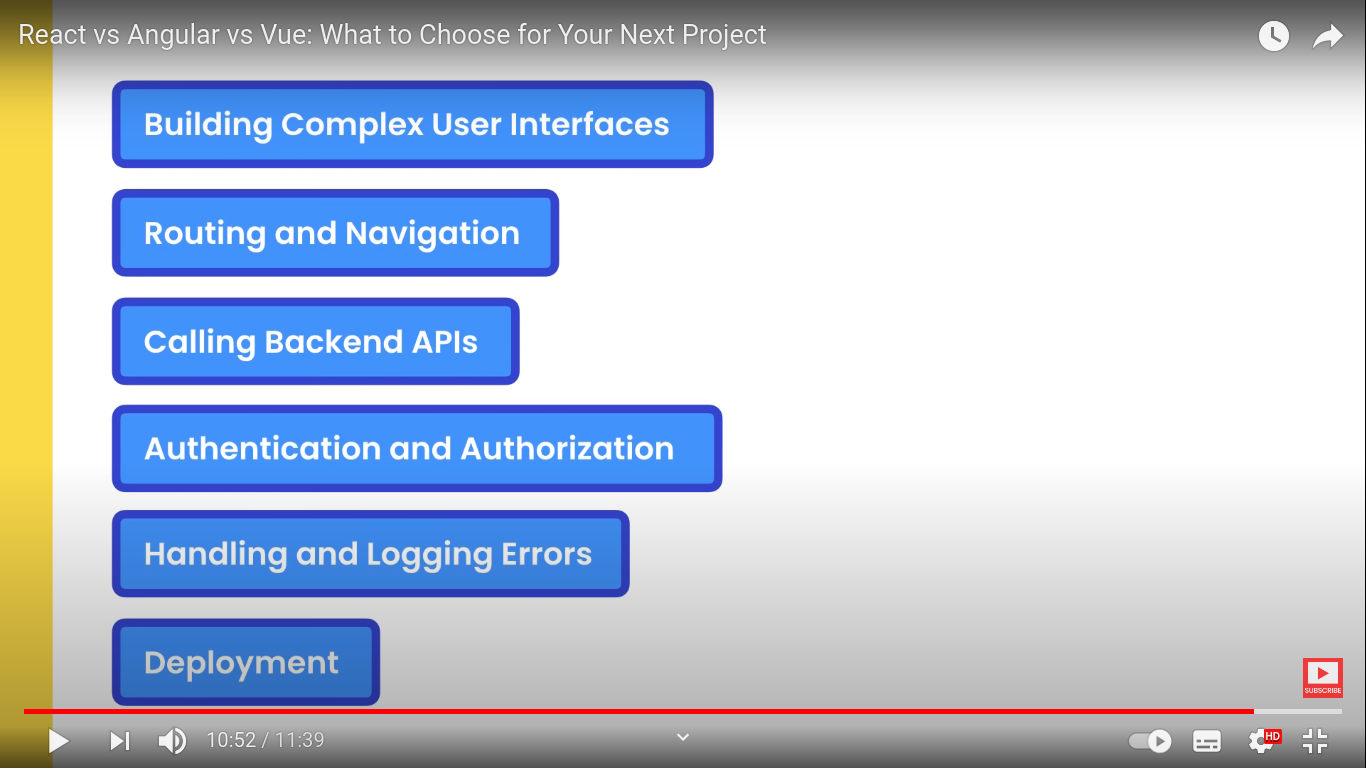 React vs Angular vs Vue: What to Choose for Your Next Project
Building Complex User Interfaces
Routing and Navigation
Calling Backend APIs
Authentication and Authorization
Handling and Logging Errors
Deployment
SUBSCRIBE
10:52 / 11:39
HD